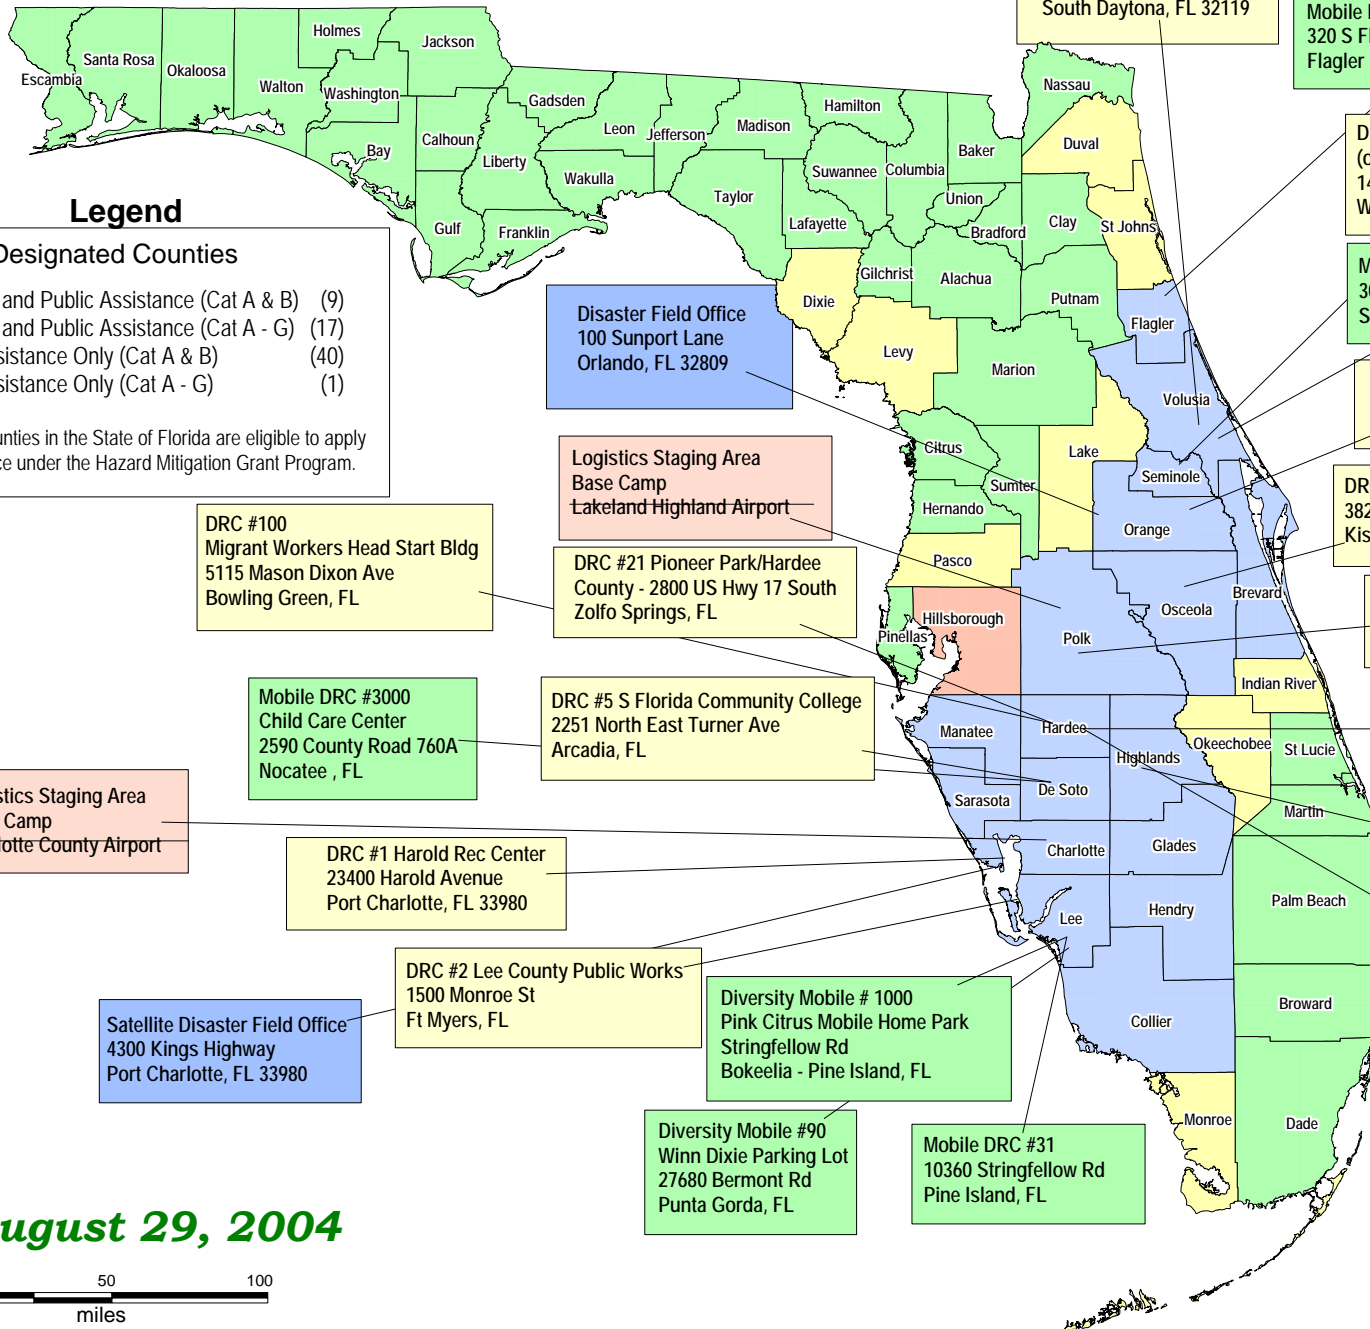 South Daytona, FL 32119
Mobile
320 S Fl
Flagler
Holmes
Jackson
Santa Rosa
Okaloosa
Escambia
Walton
Washington
Gadsden
Hamilton
Nassau
Leon
Jefferson
Madison
Calhoun
Bay
Liberty
Wakulla
Suwannee
Columbia
Baker
Duval
Taylor
Union
Lafayette
Bradford
Clay
St Johns
Gulf
Franklin
Gilchrist
Alachua
Putnam
Dixie
Flagler
Levy
Marion
Volusia
Citrus
Lake
Seminole
Sumter
Hernando
Orange
Pasco
Brevard
Osceola
Hillsborough
Pinellas
Polk
Indian River
Manatee
Hardee
Okeechobee
St Lucie
Highlands
De Soto
Sarasota
Martin
Charlotte
Glades
Palm Beach
Hendry
Lee
Broward
Collier
Monroe
Dade
Legend
Designated Counties
and Public Assistance (Cat A & B) (9)
and Public Assistance (Cat A - G) (17)
sistance Only (Cat A & B) (40)
sistance Only (Cat A - G) (1)
unties in the State of Florida are eligible to apply
ce under the Hazard Mitigation Grant Program.
Disaster Field Office
100 Sunport Lane
Orlando, FL 32809
Logistics Staging Area
Base Camp
Lakeland Highland Airport
DRC #100
Migrant Workers Head Start Bldg
5115 Mason Dixon Ave
Bowling Green, FL
DRC #21 Pioneer Park/Hardee
County - 2800 US Hwy 17 South
Zolfo Springs, FL
Mobile DRC #3000
Child Care Center
2590 County Road 760A
Nocatee , FL
DRC #5 S Florida Community College
2251 North East Turner Ave
Arcadia, FL
stics Staging Area
Camp
lotte County Airport
DRC #1 Harold Rec Center
23400 Harold Avenue
Port Charlotte, FL 33980
DRC #2 Lee County Public Works
1500 Monroe St
Ft Myers, FL
Satellite Disaster Field Office
4300 Kings Highway
Port Charlotte, FL 33980
Diversity Mobile # 1000
Pink Citrus Mobile Home Park
Stringfellow Rd
Bokeelia - Pine Island, FL
Diversity Mobile #90
Winn Dixie Parking Lot
27680 Bermont Rd
Punta Gorda, FL
Mobile DRC #31
10360 Stringfellow Rd
Pine Island, FL
DR
382
Kis
ugust 29, 2004
50 100
miles